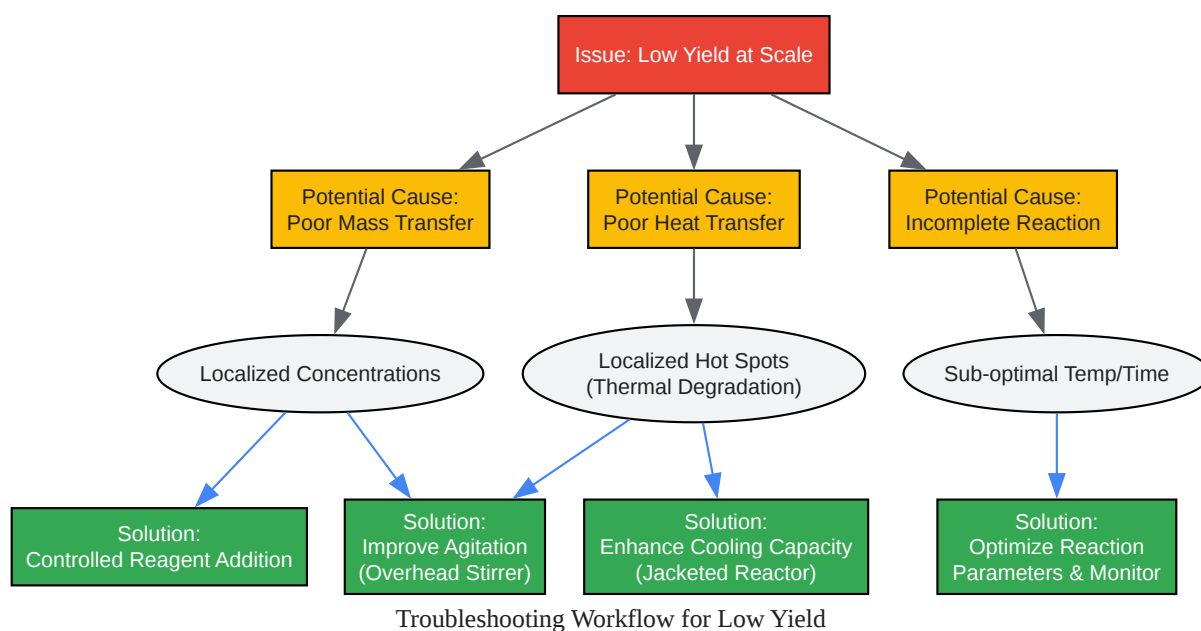 Issue: Low Yield at Scale
Potential Cause:
Poor Mass Transfer
Potential Cause:
Poor Heat Transfer
Potential Cause:
Incomplete Reaction
Localized Concentrations
Localized Hot Spots
(Thermal Degradation)
Sub-optimal Temp/Time
Solution:
Controlled Reagent Addition
Solution:
Improve Agitation
(Overhead Stirrer)
Solution:
Enhance Cooling Capacity
(Jacketed Reactor)
Solution:
Optimize Reaction
Parameters & Monitor
Troubleshooting Workflow for Low Yield